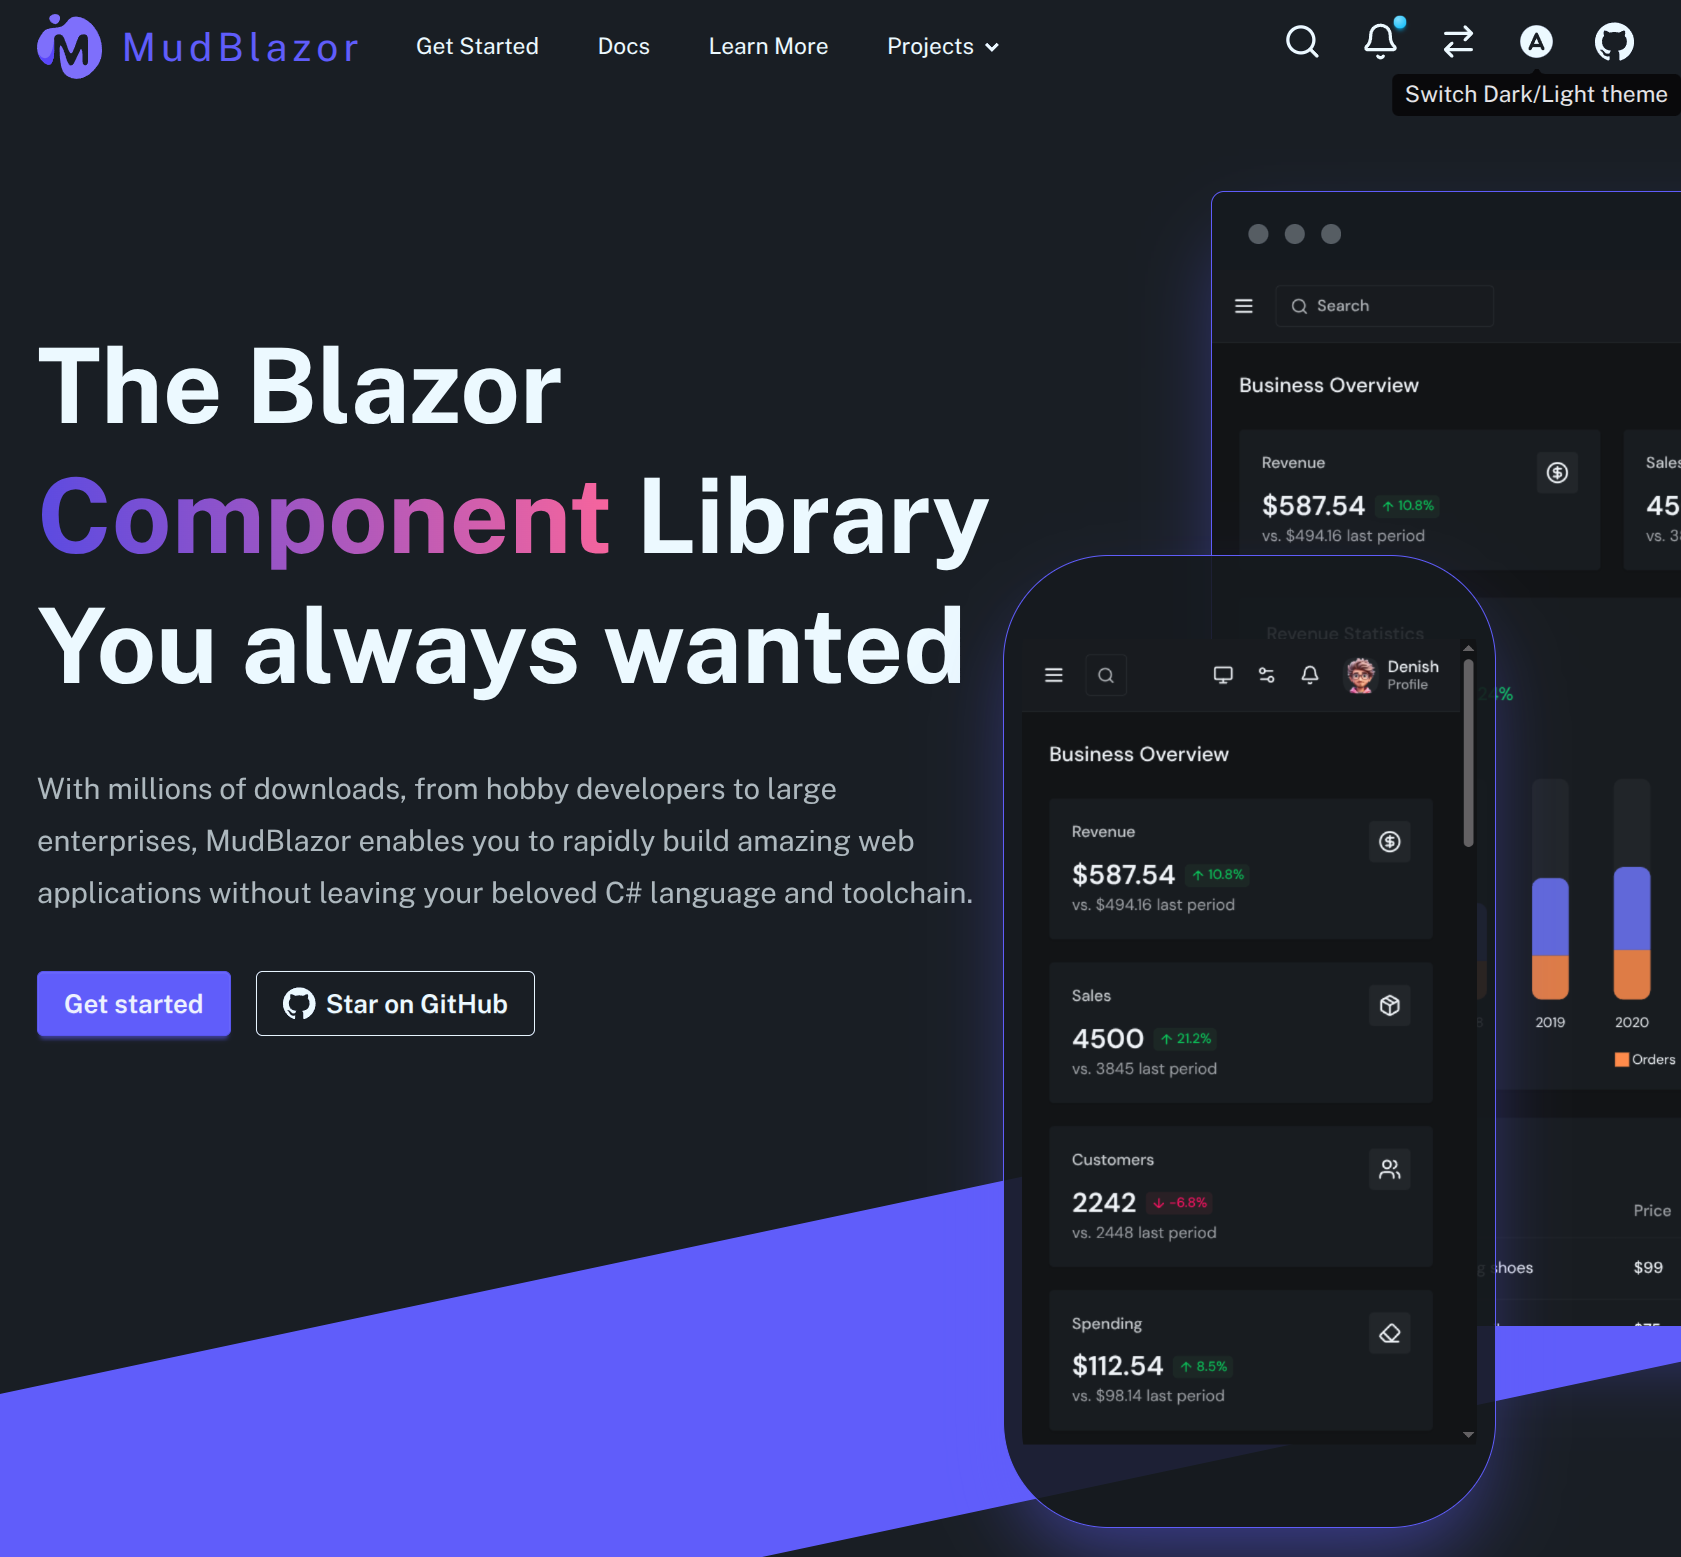 MudBlazor
Get Started
Docs
Learn More
Projects
Switch Dark/Light theme
The Blazor
Component Library
You always wanted
With millions of downloads, from hobby developers to large
enterprises, MudBlazor enables you to rapidly build amazing web
applications without leaving your beloved C# language and toolchain.
Get started
Star on GitHub
Search
Business Overview
Revenue
$587.54
↑ 10.8%
vs. $494.16 last period
Sales
45
vs. 3
Revenue Statistics
24%
2019
2020
Orders
Price
shoes
$99
Denish
Profile
Business Overview
Revenue
$587.54 ↑ 10.8%
vs. $494.16 last period
Sales
4500 ↑ 21.2%
vs. 3845 last period
Customers
2242 ↓ -6.8%
vs. 2448 last period
Spending
$112.54 ↑ 8.5%
vs. $98.14 last period